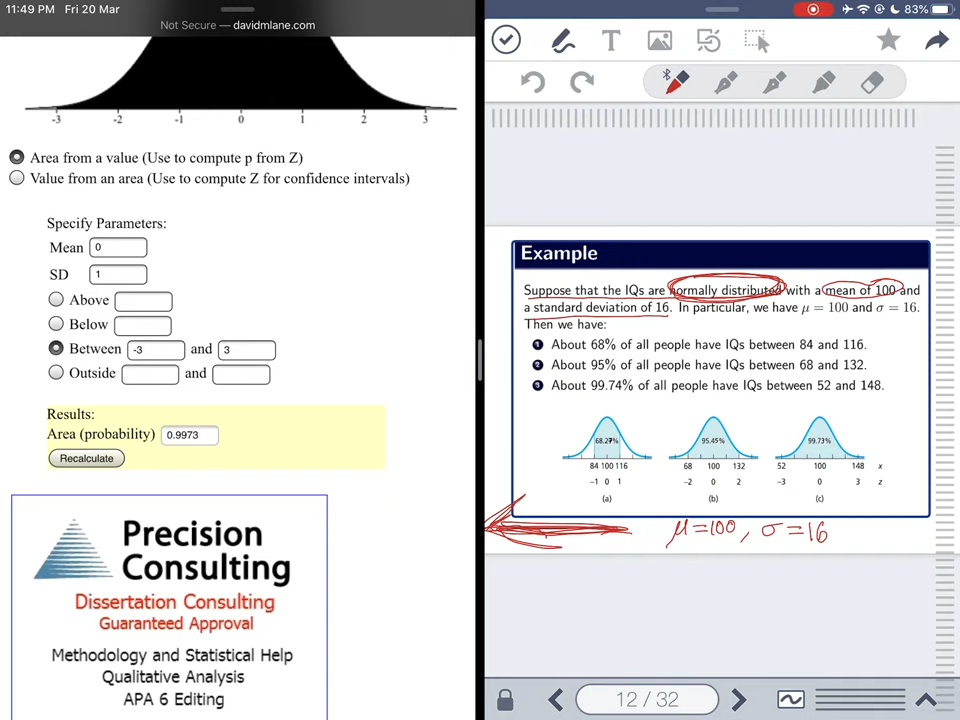 11:49 PM Fri 20 Mar
83%
Not Secure — davidmlane.com
-3 -2 -1 0 1 2 3
Area from a value (Use to compute p from Z)
Value from an area (Use to compute Z for confidence intervals)
Specify Parameters:
Mean 0
SD 1
Above
Below
Between -3 and 3
Outside and
Results:
Area (probability) 0.9973
Recalculate
Precision
Consulting
Dissertation Consulting
Guaranteed Approval
Methodology and Statistical Help
Qualitative Analysis
APA 6 Editing
T
Example
Suppose that the IQs are normally distributed with a mean of 100 and
a standard deviation of 16. In particular, we have μ = 100 and σ = 16.
Then we have:
1 About 68% of all people have IQs between 84 and 116.
2 About 95% of all people have IQs between 68 and 132.
3 About 99.74% of all people have IQs between 52 and 148.
68.27% 95.45% 99.73%
84 100 116 68 100 132 52 100 148 x
−1 0 1 −2 0 2 −3 0 3 z
(a) (b) (c)
μ=100, σ=16
12 / 32